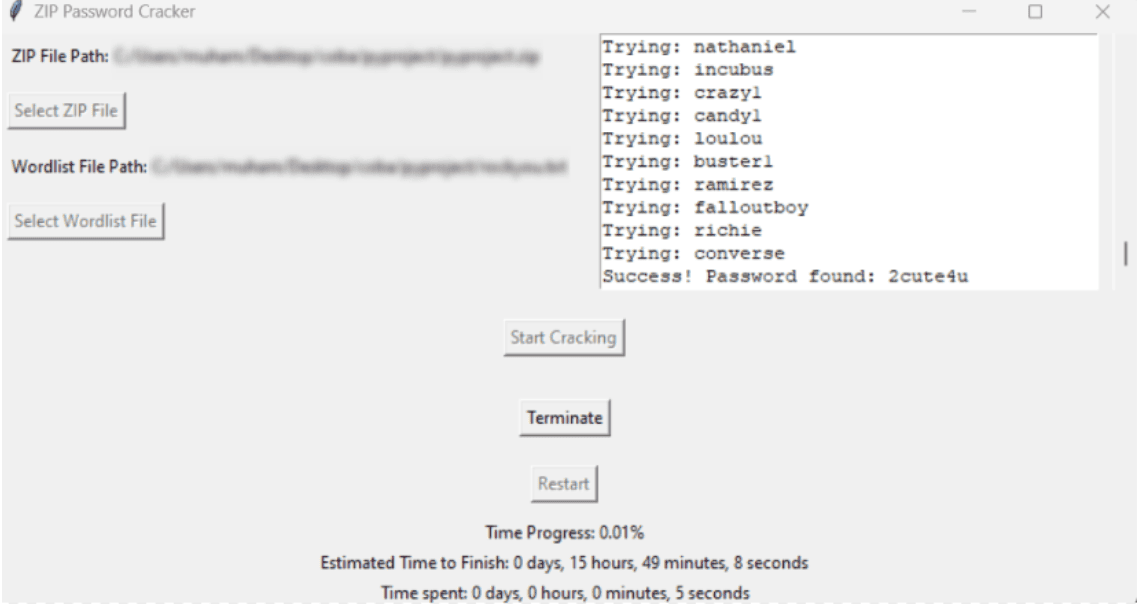 ZIP Password Cracker
ZIP File Path:
Select ZIP File
Wordlist File Path:
Select Wordlist File
Trying: nathaniel
Trying: incubus
Trying: crazy1
Trying: candy1
Trying: loulou
Trying: buster1
Trying: ramirez
Trying: falloutboy
Trying: richie
Trying: converse
Success! Password found: 2cute4u
Start Cracking
Terminate
Restart
Time Progress: 0.01%
Estimated Time to Finish: 0 days, 15 hours, 49 minutes, 8 seconds
Time spent: 0 days, 0 hours, 0 minutes, 5 seconds